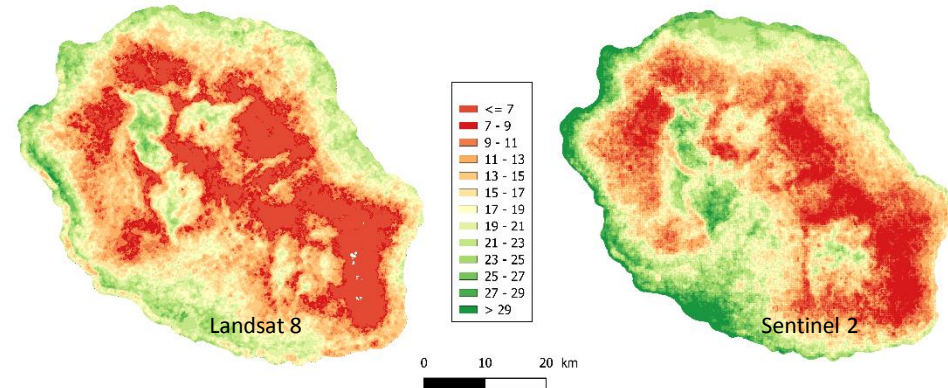 <= 7
7 - 9
9 - 11
11 - 13
13 - 15
15 - 17
17 - 19
19 - 21
21 - 23
23 - 25
25 - 27
27 - 29
> 29
Landsat 8
Sentinel 2
0 10 20 km